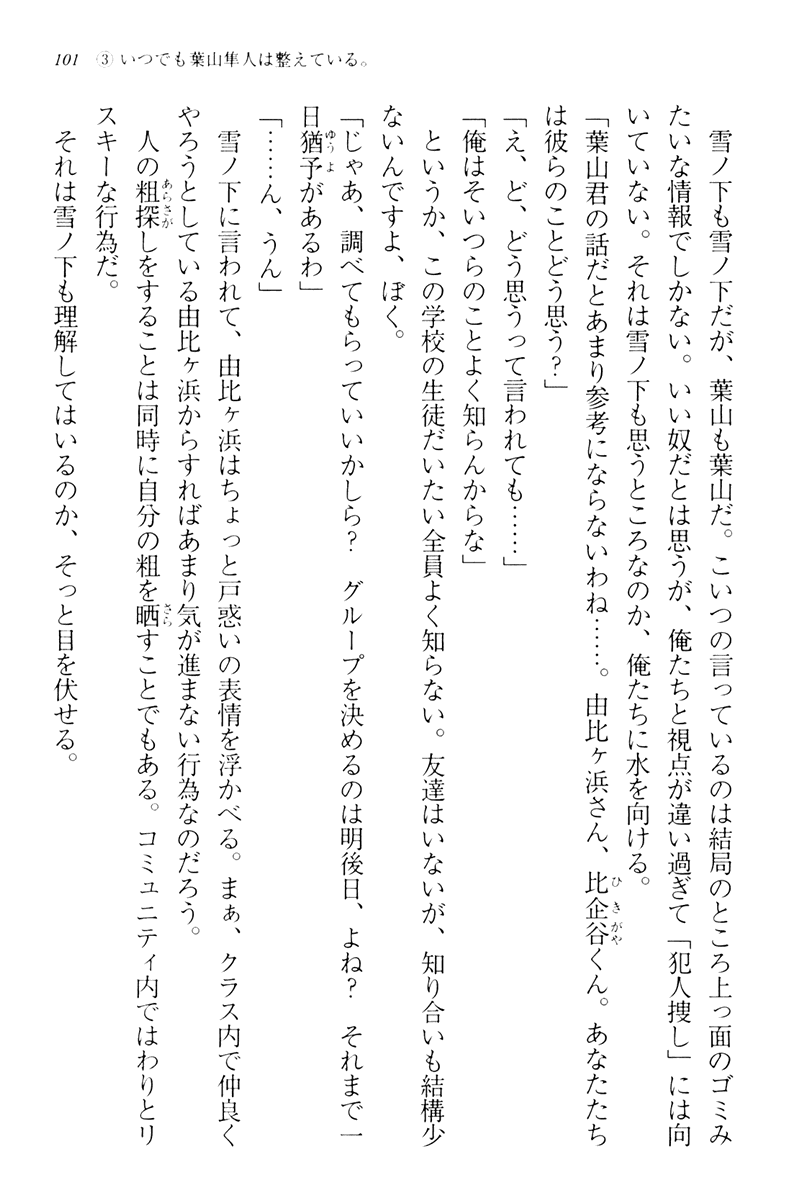 101 ③ いつでも葉山隼人は整えている。
雪ノ下も雪ノ下だが、葉山も葉山だ。こいつの言っているのは結局のところ上っ面のゴミみ
たいな情報でしかない。いい奴だとは思うが、俺たちと視点が違い過ぎて「犯人捜し」には向
いていない。それは雪ノ下も思うところなのか、俺たちに水を向ける。
「葉山君の話だとあまり参考にならないわね……。由比ヶ浜さん、比企谷くん。あなたたち
は彼らのことどう思う?」
「え、ど、どう思うって言われても……」
「俺はそいつらのことよく知らんからな」
というか、この学校の生徒だいたい全員よく知らない。友達はいないが、知り合いも結構少
ないんですよ、ぼく。
「じゃあ、調べてもらっていいかしら? グループを決めるのは明後日、よね? それまで一
日猶予があるわ」
「……ん、うん」
雪ノ下に言われて、由比ヶ浜はちょっと戸惑いの表情を浮かべる。まぁ、クラス内で仲良く
やろうとしている由比ヶ浜からすればあまり気が進まない行為なのだろう。
人の粗探しをすることは同時に自分の粗を晒すことでもある。コミュニティ内ではわりとリ
スキーな行為だ。
それは雪ノ下も理解してはいるのか、そっと目を伏せる。